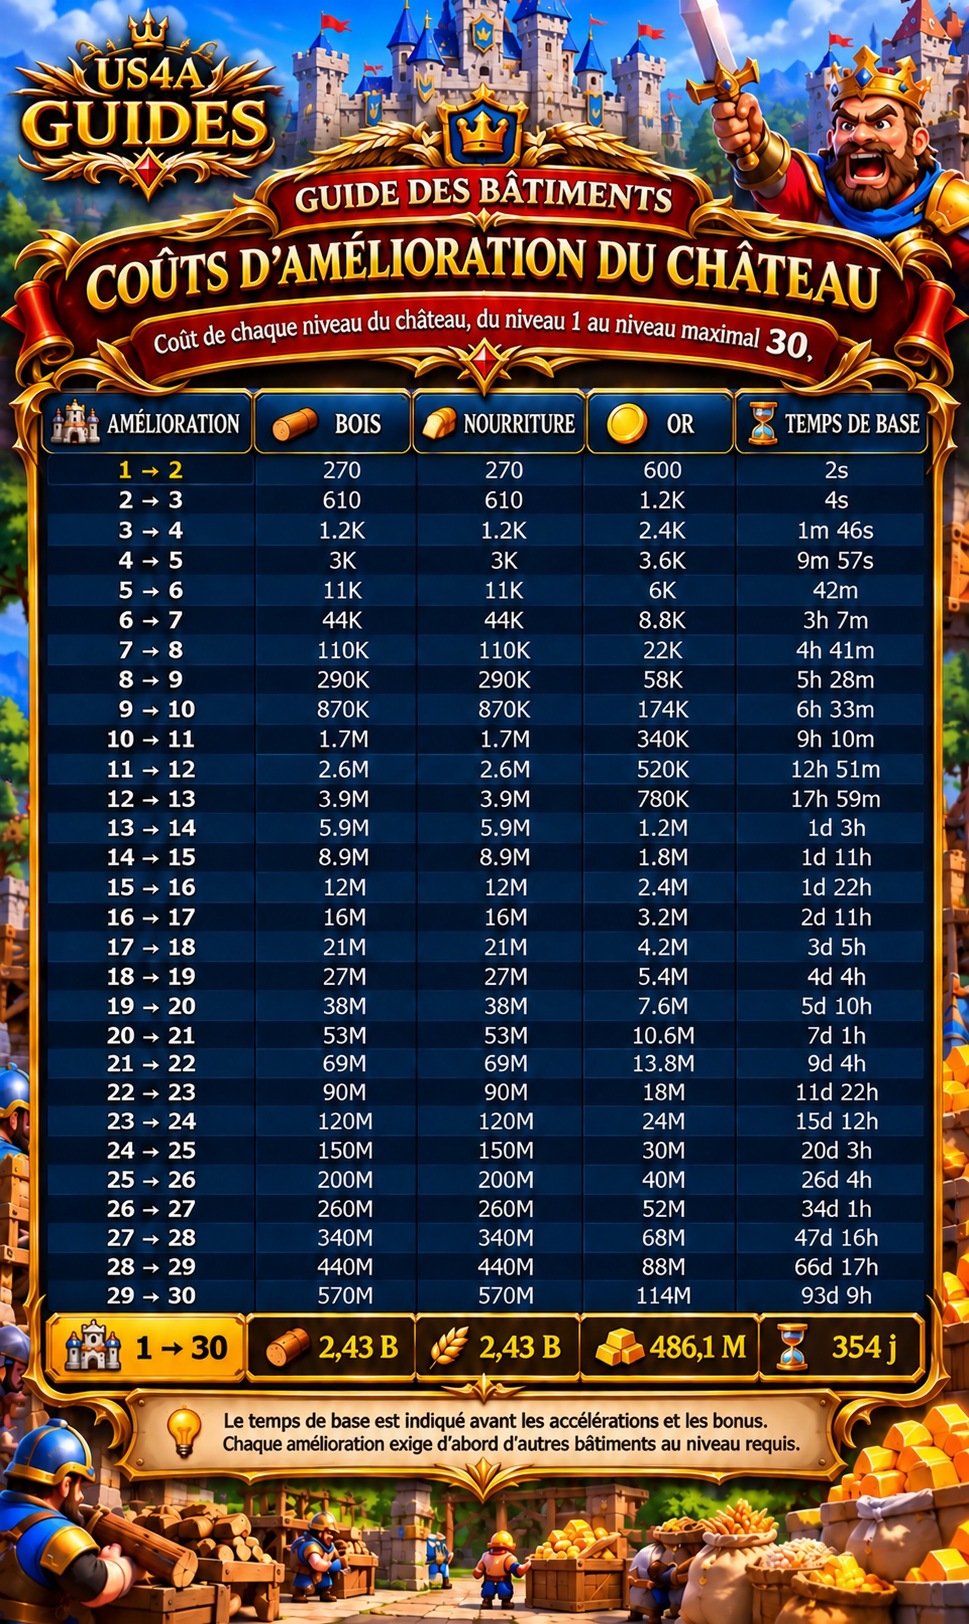 US4A
GUIDES
GUIDE DES BÂTIMENTS
COÛTS D'AMÉLIORATION DU CHÂTEAU
Coût de chaque niveau du château, du niveau 1 au niveau maximal 30,
AMÉLIORATION BOIS NOURRITURE OR TEMPS DE BASE
1 → 2 270 270 600 2s
2 → 3 610 610 1.2K 4s
3 → 4 1.2K 1.2K 2.4K 1m 46s
4 → 5 3K 3K 3.6K 9m 57s
5 → 6 11K 11K 6K 42m
6 → 7 44K 44K 8.8K 3h 7m
7 → 8 110K 110K 22K 4h 41m
8 → 9 290K 290K 58K 5h 28m
9 → 10 870K 870K 174K 6h 33m
10 → 11 1.7M 1.7M 340K 9h 10m
11 → 12 2.6M 2.6M 520K 12h 51m
12 → 13 3.9M 3.9M 780K 17h 59m
13 → 14 5.9M 5.9M 1.2M 1d 3h
14 → 15 8.9M 8.9M 1.8M 1d 11h
15 → 16 12M 12M 2.4M 1d 22h
16 → 17 16M 16M 3.2M 2d 11h
17 → 18 21M 21M 4.2M 3d 5h
18 → 19 27M 27M 5.4M 4d 4h
19 → 20 38M 38M 7.6M 5d 10h
20 → 21 53M 53M 10.6M 7d 1h
21 → 22 69M 69M 13.8M 9d 4h
22 → 23 90M 90M 18M 11d 22h
23 → 24 120M 120M 24M 15d 12h
24 → 25 150M 150M 30M 20d 3h
25 → 26 200M 200M 40M 26d 4h
26 → 27 260M 260M 52M 34d 1h
27 → 28 340M 340M 68M 47d 16h
28 → 29 440M 440M 88M 66d 17h
29 → 30 570M 570M 114M 93d 9h
1 → 30 2,43 B 2,43 B 486,1 M 354 j
Le temps de base est indiqué avant les accélérations et les bonus.
Chaque amélioration exige d'abord d'autres bâtiments au niveau requis.